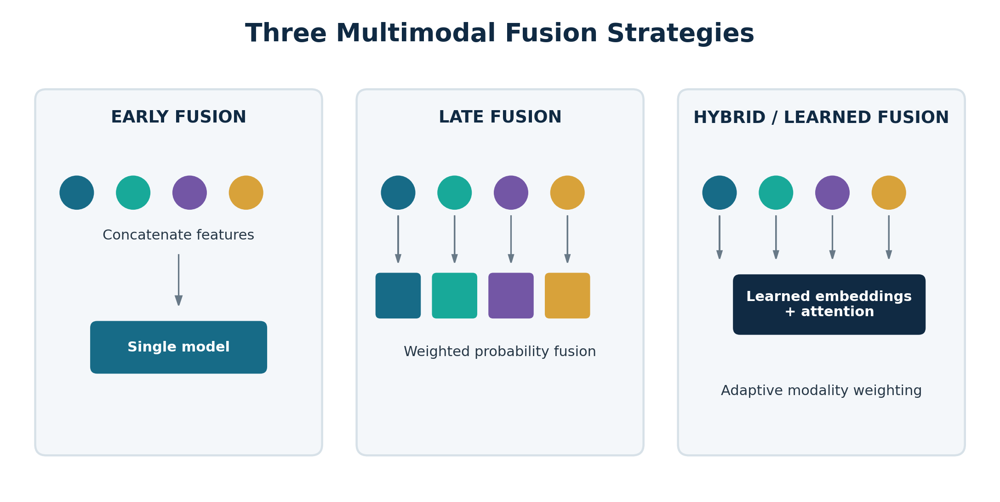 Three Multimodal Fusion Strategies
EARLY FUSION
Concatenate features
Single model
LATE FUSION
Weighted probability fusion
HYBRID / LEARNED FUSION
Learned embeddings
+ attention
Adaptive modality weighting